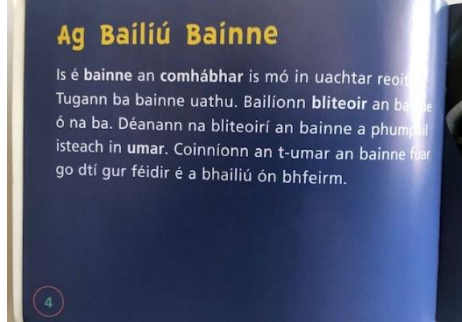 Ag Bailiú Bainne
Is é bainne an comhábhar is mó in uachtar reoite.
Tugann ba bainne uathu. Bailíonn bliteoir an bainne
ó na ba. Déanann na bliteoirí an bainne a phumpáil
isteach in umar. Coinníonn an t-umar an bainne fuar
go dtí gur féidir é a bhailiú ón bhfeirm.
4